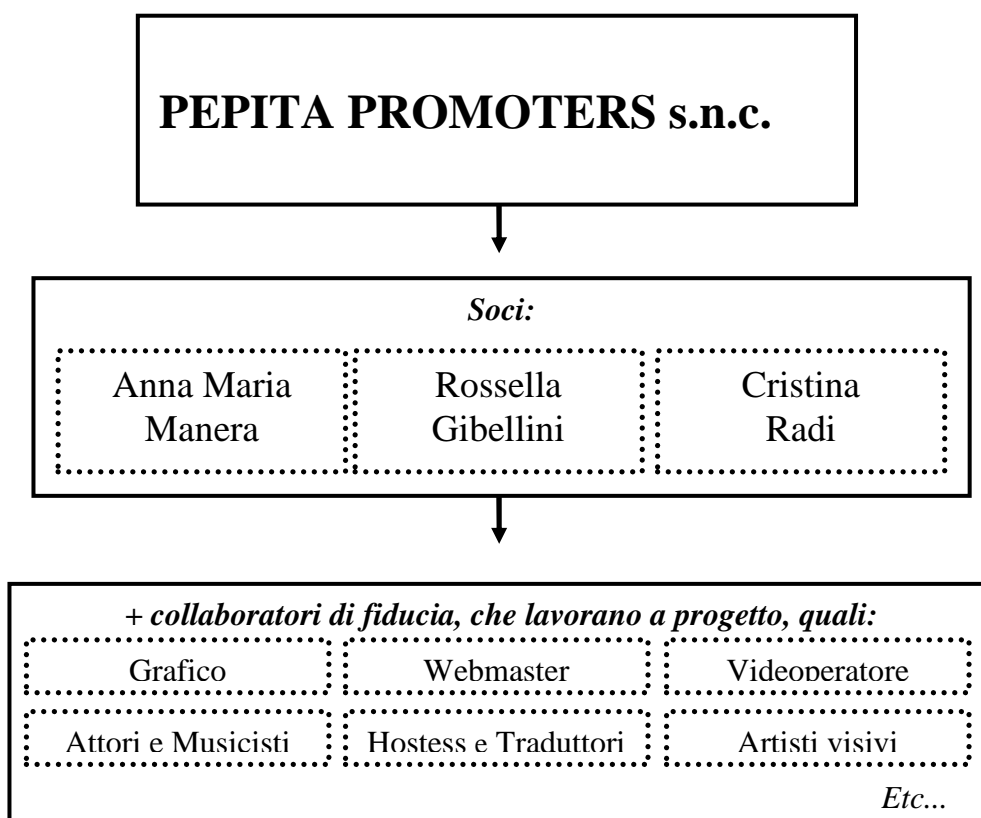 PEPITA PROMOTERS s.n.c.
Soci:
Anna Maria
Manera
Rossella
Gibellini
Cristina
Radi
+ collaboratori di fiducia, che lavorano a progetto, quali:
Grafico
Webmaster
Videoperatore
Attori e Musicisti
Hostess e Traduttori
Artisti visivi
Etc...